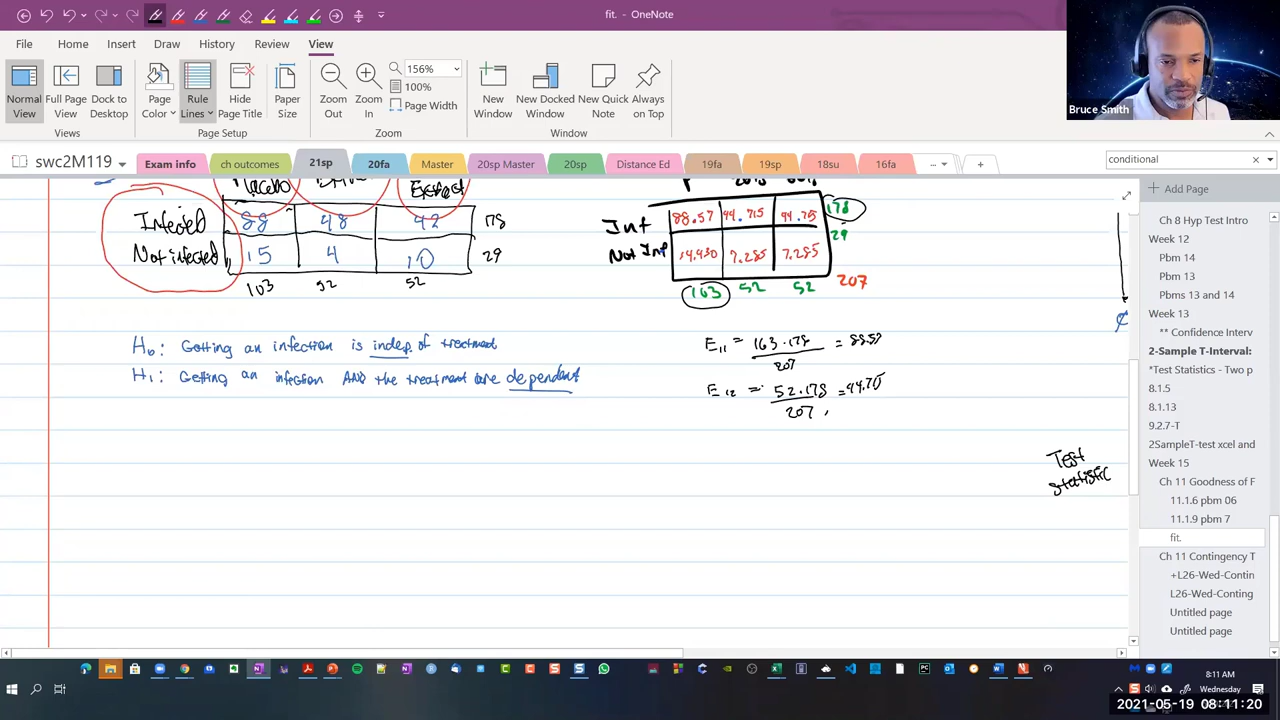 fit. - OneNote
File Home Insert Draw History Review View
Normal View
Full Page View
Dock to Desktop
Page Color
Rule Lines
Hide Page Title
Paper Size
Zoom Out
Zoom In
156%
100%
Page Width
New Window
New Docked Window
New Quick Note
Always on Top
Views
Page Setup
Zoom
Window
Bruce Smith
swc2M119
Exam info
ch outcomes
21sp
20fa
Master
20sp Master
20sp
Distance Ed
19fa
19sp
18su
16fa
conditional
Placebo
Extract
Infected 88 48 42 178
Not infected 15 4 10 29
103 52 52
Inf 88.57 44.715 44.715 178
Not Inf 14.430 7.285 7.285 29
103 52 52 207
H0: Getting an infection is indep. of treatment
H1: Getting an infection AND the treatment are dependent
E11 = 103.178 = 88.57
207
E12 = 52.178 = 44.715
207
Test
statistic
Add Page
Ch 8 Hyp Test Intro
Week 12
Pbm 14
Pbm 13
Pbms 13 and 14
Week 13
** Confidence Interv
2-Sample T-Interval:
*Test Statistics - Two p
8.1.5
8.1.13
9.2.7-T
2SampleT-test xcel and
Week 15
Ch 11 Goodness of F
11.1.6 pbm 06
11.1.9 pbm 7
fit.
Ch 11 Contingency T
+L26-Wed-Contin
L26-Wed-Conting
Untitled page
Untitled page
8:11 AM
Wednesday
2021-05-19 08:11:20